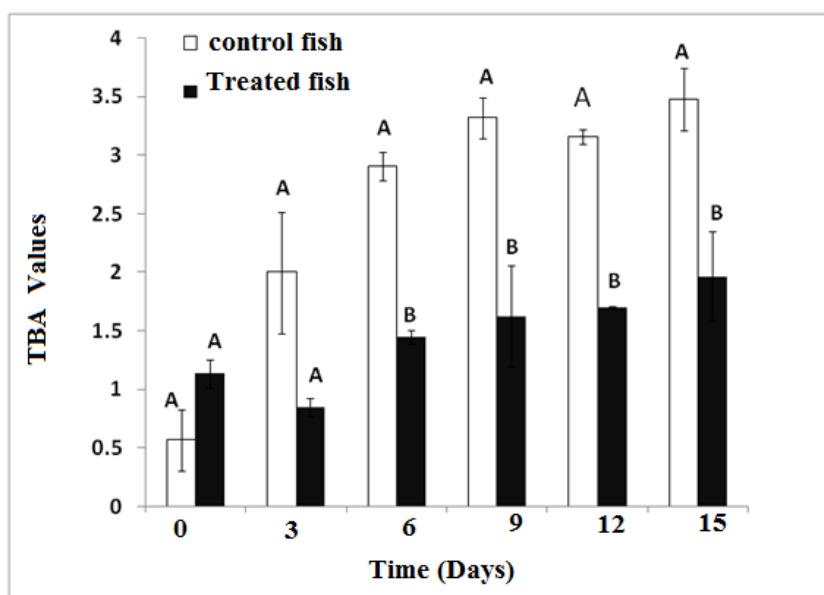 4
control fish
Treated fish
3.5
3
2.5
2
1.5
1
0.5
0
TBA Values
A
A
A
A
A
B
A
B
A
B
A
B
0
3
6
9
12
15
Time (Days)